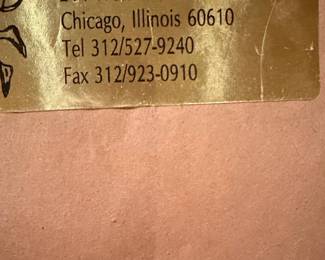 Chicago, Illinois 60610
Tel 312/527-9240
Fax 312/923-0910